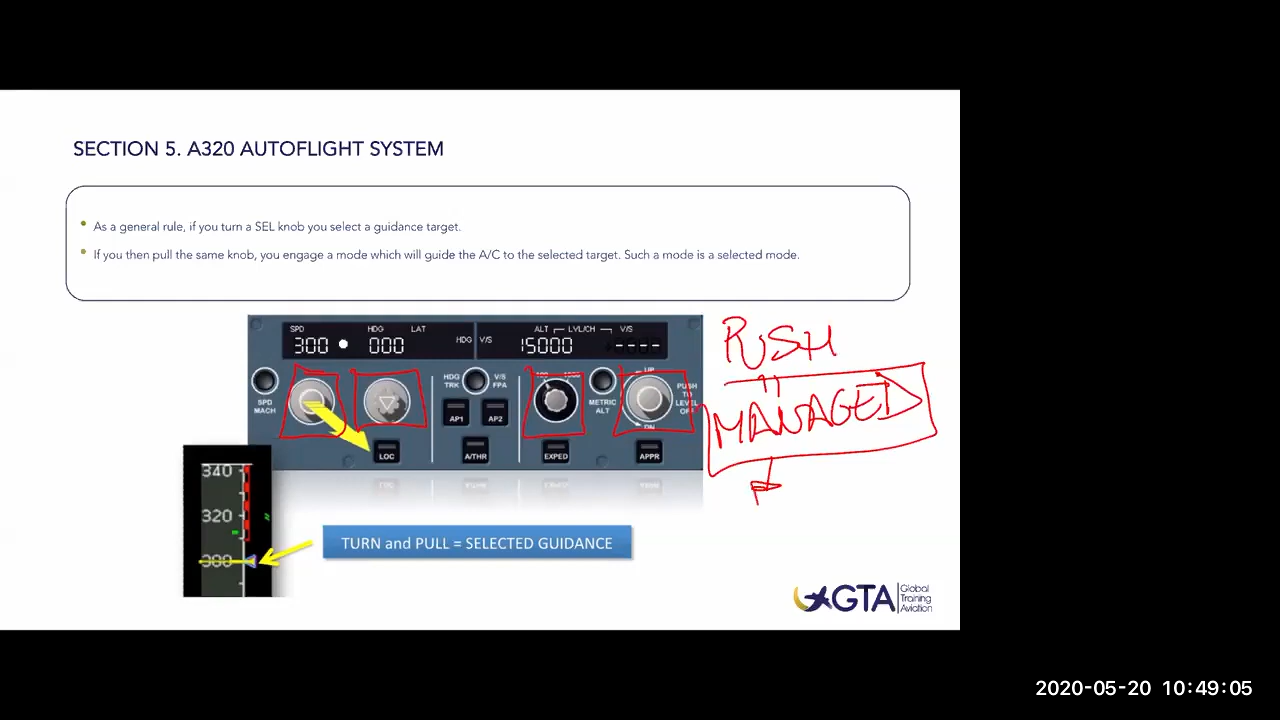 SECTION 5. A320 AUTOFLIGHT SYSTEM
As a general rule, if you turn a SEL knob you select a guidance target.
If you then pull the same knob, you engage a mode which will guide the A/C to the selected target. Such a mode is a selected mode.
SPD HDG LAT ALT LVL/CH V/S
300 000 HDG V/S 15000 ----
PUSH
MANAGED
SPD
MACH
HDG
TRK
V/S
FPA
100 1000
METRIC
ALT
UP
DN
PUSH
TO
LEVEL
OFF
AP1 AP2
LOC A/THR EXPED APPR
340
320
300
TURN and PULL = SELECTED GUIDANCE
GTA Global
Training
Aviation
2020-05-20 10:49:05